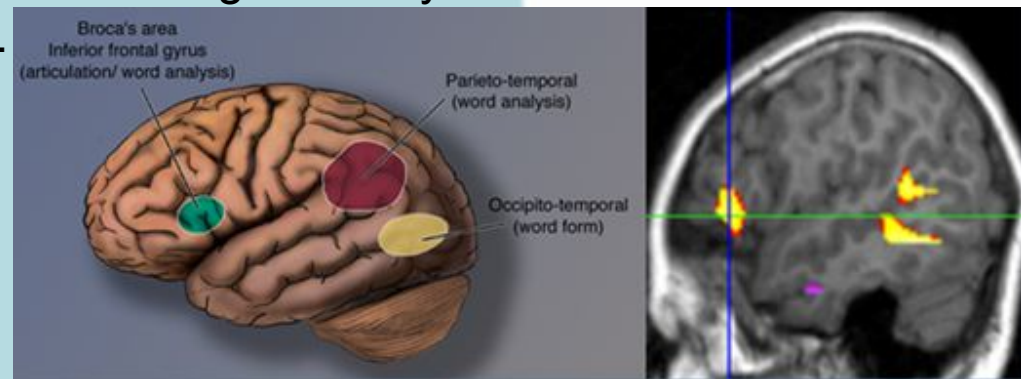 Broca's area
Inferior frontal gyrus
(articulation/ word analysis)
Parieto-temporal
(word analysis)
Occipito-temporal
(word form)